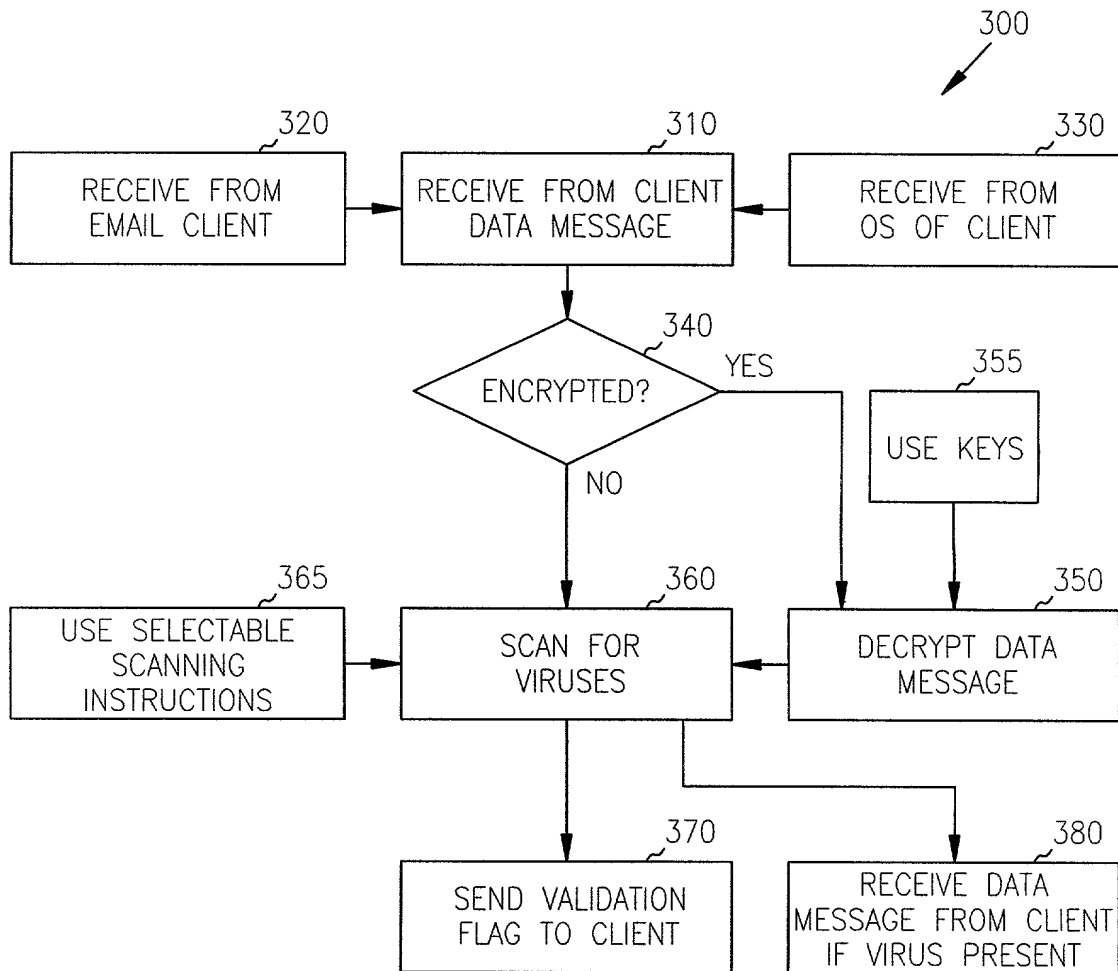 300
320
310
330
RECEIVE FROM
EMAIL CLIENT
RECEIVE FROM CLIENT
DATA MESSAGE
RECEIVE FROM
OS OF CLIENT
340
ENCRYPTED?
YES
NO
355
USE KEYS
365
360
350
USE SELECTABLE
SCANNING
INSTRUCTIONS
SCAN FOR
VIRUSES
DECRYPT DATA
MESSAGE
370
380
SEND VALIDATION
FLAG TO CLIENT
RECEIVE DATA
MESSAGE FROM CLIENT
IF VIRUS PRESENT